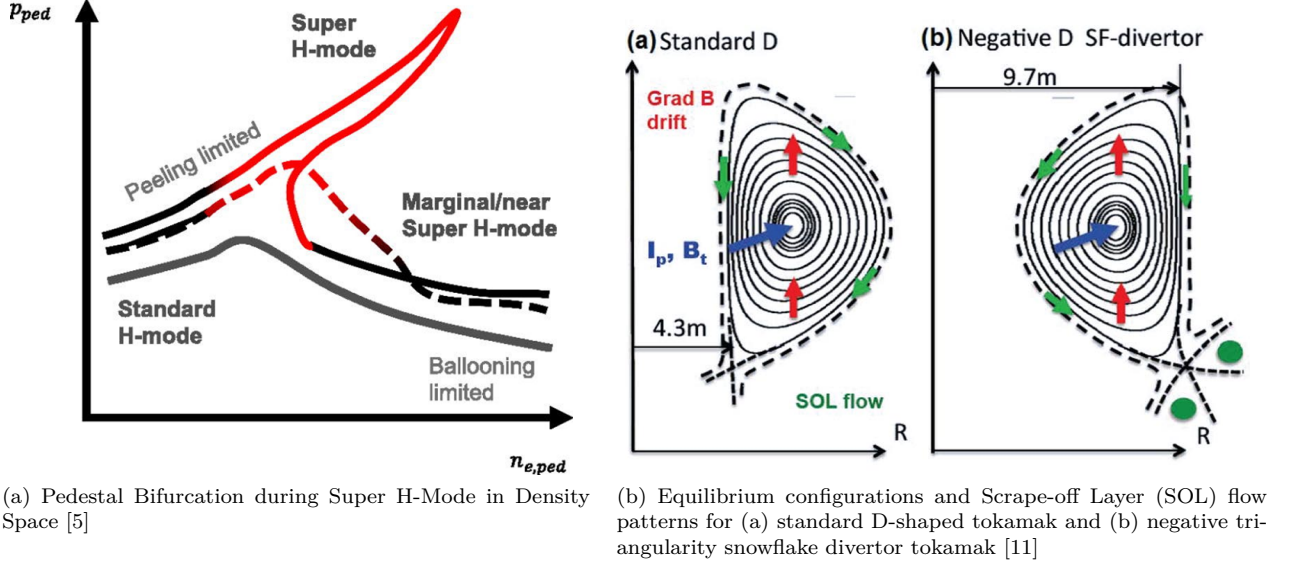 p_ped
Super
H-mode
Peeling limited
Marginal/near
Super H-mode
Standard
H-mode
Ballooning
limited
n_e,ped
(a) Pedestal Bifurcation during Super H-Mode in Density
Space [5]
(a) Standard D
Grad B
drift
I_p, B_t
4.3m
SOL flow
R
(b) Negative D SF-divertor
9.7m
R
(b) Equilibrium configurations and Scrape-off Layer (SOL) flow
patterns for (a) standard D-shaped tokamak and (b) negative tri-
angularity snowflake divertor tokamak [11]